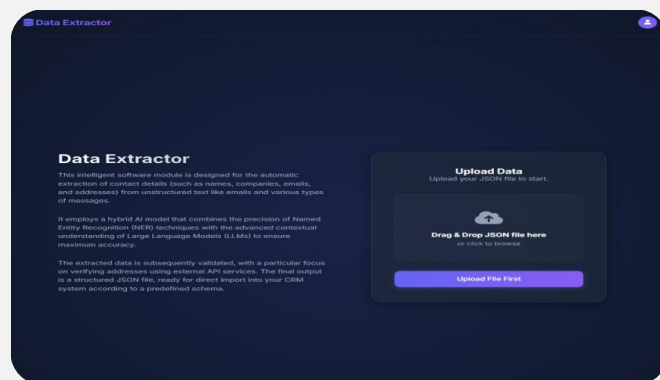 Data Extractor
Data Extractor
This intelligent software module is designed for the automatic
extraction of contact details (such as names, companies, emails,
and addresses) from unstructured text like emails and various types
of messages.
It employs a hybrid AI model that combines the precision of Named
Entity Recognition (NER) techniques with the advanced contextual
understanding of Large Language Models (LLMs) to ensure
maximum accuracy.
The extracted data is subsequently validated, with a particular focus
on verifying addresses using external API services. The final output
is a structured JSON file, ready for direct import into your CRM
system according to a predefined schema.
Upload Data
Upload your JSON file to start.
Drag & Drop JSON file here
or click to browse
Upload File First